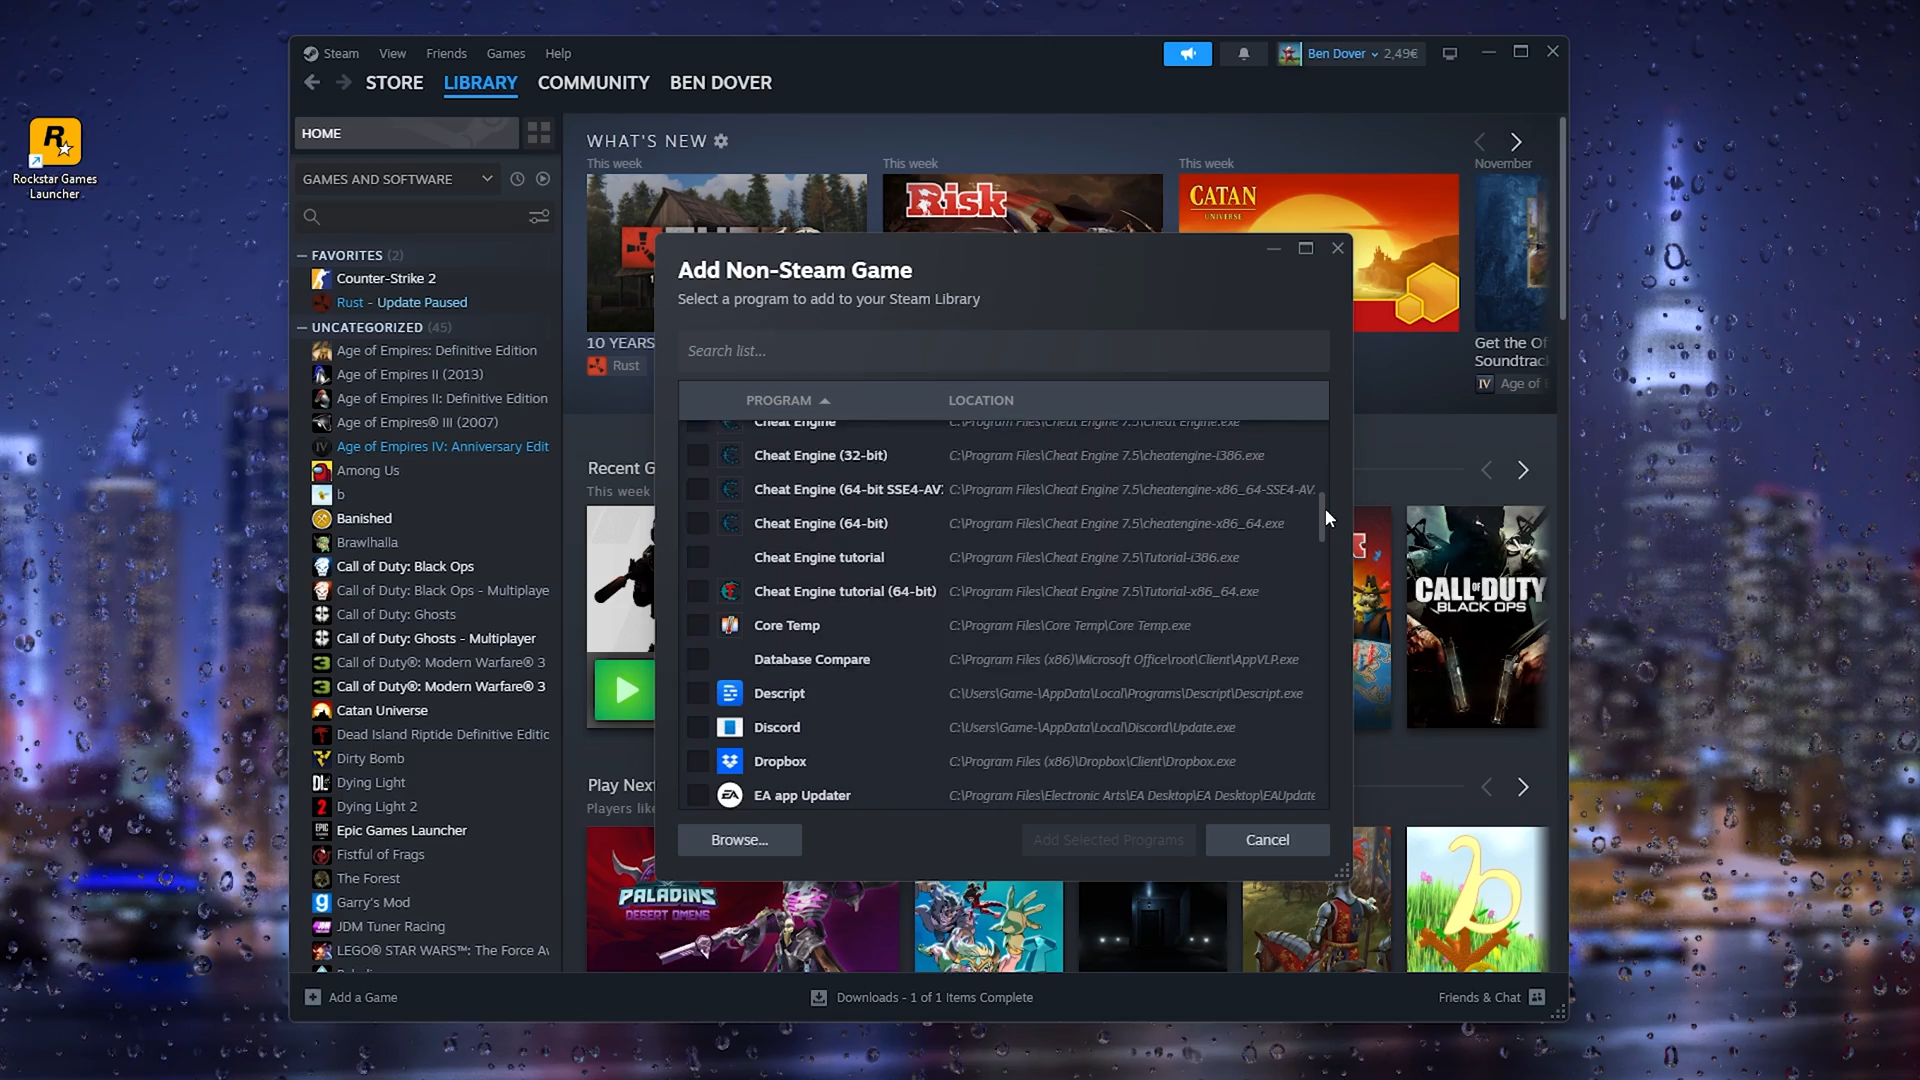 Steam View Friends Games Help
Ben Dover 2,49€
STORE LIBRARY COMMUNITY BEN DOVER
Rockstar Games
Launcher
HOME
GAMES AND SOFTWARE
FAVORITES (2)
Counter-Strike 2
Rust - Update Paused
UNCATEGORIZED (45)
Age of Empires: Definitive Edition
Age of Empires II (2013)
Age of Empires II: Definitive Edition
Age of Empires® III (2007)
Age of Empires IV: Anniversary Edit
Among Us
b
Banished
Brawlhalla
Call of Duty: Black Ops
Call of Duty: Black Ops - Multiplaye
Call of Duty: Ghosts
Call of Duty: Ghosts - Multiplayer
Call of Duty®: Modern Warfare® 3
Call of Duty®: Modern Warfare® 3
Catan Universe
Dead Island Riptide Definitive Editic
Dirty Bomb
Dying Light
Dying Light 2
Epic Games Launcher
Fistful of Frags
The Forest
Garry's Mod
JDM Tuner Racing
LEGO® STAR WARS™: The Force Av
WHAT'S NEW
This week
This week
This week
November
Risk
CATAN
UNIVERSE
10 YEARS
Rust
Get the Of
Soundtrac
IV Age of E
Recent G
This week
CALL OF DUTY
BLACK OPS
Play Nex
Players lik
PALADINS
DESERT OMENS
b
Add Non-Steam Game
Select a program to add to your Steam Library
Search list...
PROGRAM LOCATION
Cheat Engine C:\Program Files\Cheat Engine 7.5\Cheat Engine.exe
Cheat Engine (32-bit) C:\Program Files\Cheat Engine 7.5\cheatengine-i386.exe
Cheat Engine (64-bit SSE4-AV. C:\Program Files\Cheat Engine 7.5\cheatengine-x86_64-SSE4-AV.
Cheat Engine (64-bit) C:\Program Files\Cheat Engine 7.5\cheatengine-x86_64.exe
Cheat Engine tutorial C:\Program Files\Cheat Engine 7.5\Tutorial-i386.exe
Cheat Engine tutorial (64-bit) C:\Program Files\Cheat Engine 7.5\Tutorial-x86_64.exe
Core Temp C:\Program Files\Core Temp\Core Temp.exe
Database Compare C:\Program Files (x86)\Microsoft Office\root\Client\AppVLP.exe
Descript C:\Users\Game-\AppData\Local\Programs\Descript\Descript.exe
Discord C:\Users\Game-\AppData\Local\Discord\Update.exe
Dropbox C:\Program Files (x86)\Dropbox\Client\Dropbox.exe
EA app Updater C:\Program Files\Electronic Arts\EA Desktop\EA Desktop\EAUpdate
Browse... Add Selected Programs Cancel
Add a Game
Downloads - 1 of 1 Items Complete
Friends & Chat